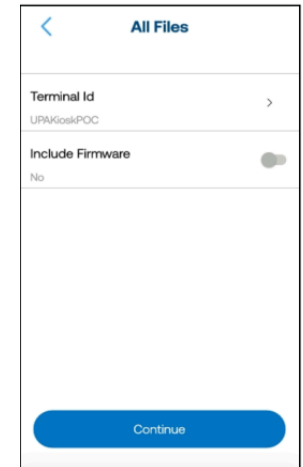 All Files
Terminal Id
UPAKioskPOC
Include Firmware
No
Continue